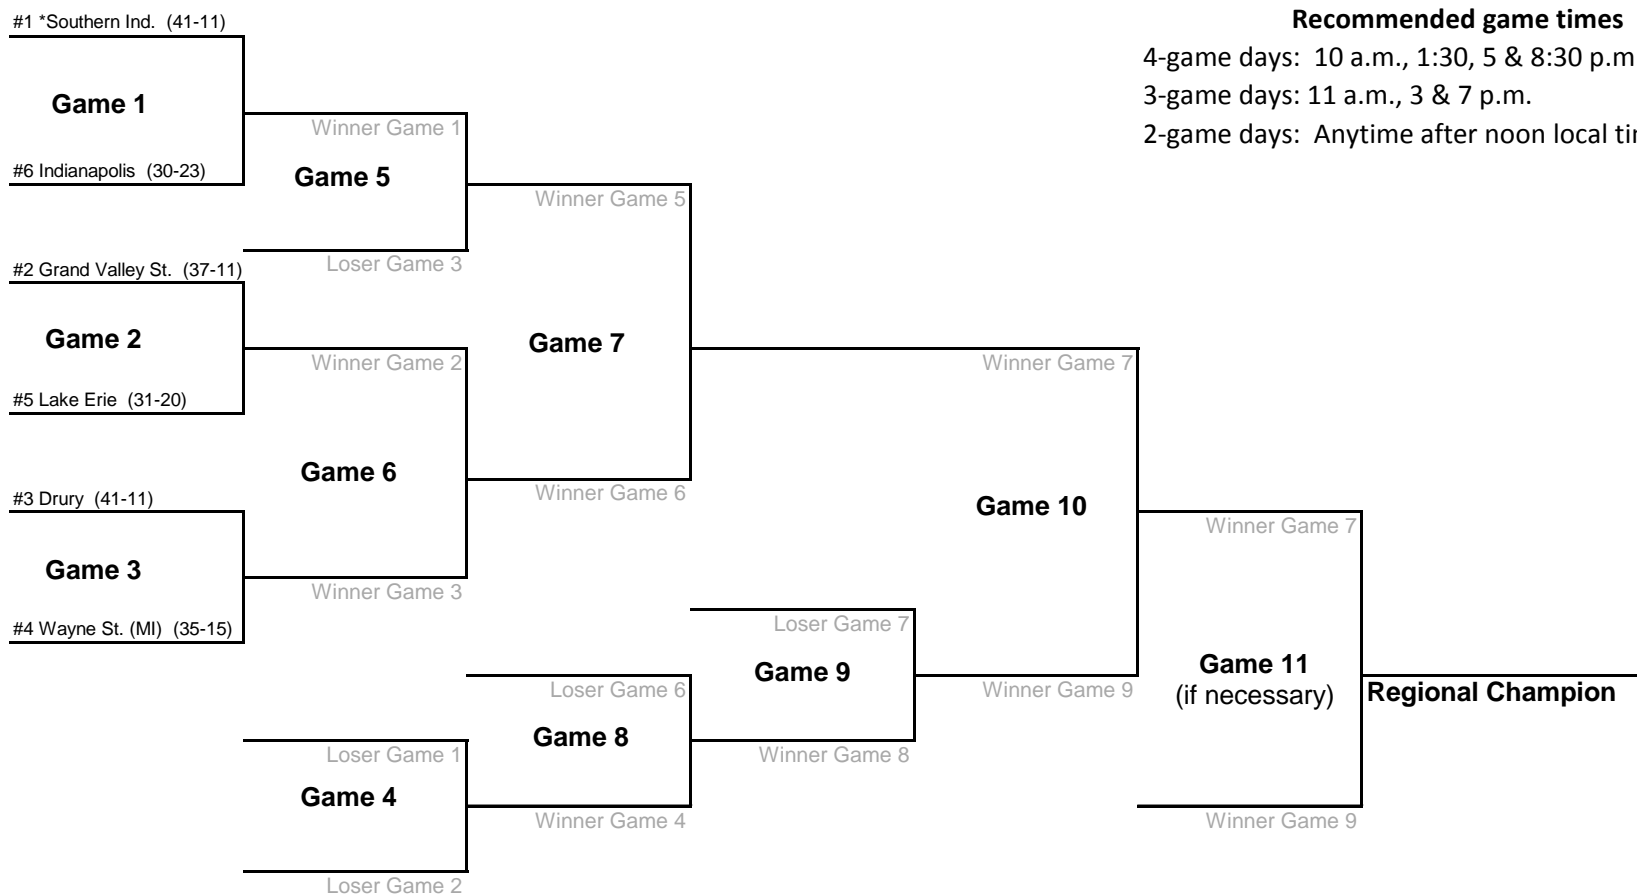 #1 *Southern Ind.  (41-11)
Game 1
#6 Indianapolis  (30-23)
#2 Grand Valley St.  (37-11)
Game 2
#5 Lake Erie  (31-20)
#3 Drury  (41-11)
Game 3
#4 Wayne St. (MI)  (35-15)
Winner Game 1
Game 5
Loser Game 3
Winner Game 2
Game 6
Winner Game 3
Loser Game 1
Game 4
Loser Game 2
Winner Game 5
Game 7
Winner Game 6
Loser Game 6
Game 8
Winner Game 4
Loser Game 7
Game 9
Winner Game 8
Winner Game 7
Game 10
Winner Game 9
Winner Game 7
Game 11
(if necessary)
Winner Game 9
Regional Champion
Recommended game times
4-game days:  10 a.m., 1:30, 5 & 8:30 p.m
3-game days: 11 a.m., 3 & 7 p.m.
2-game days:  Anytime after noon local